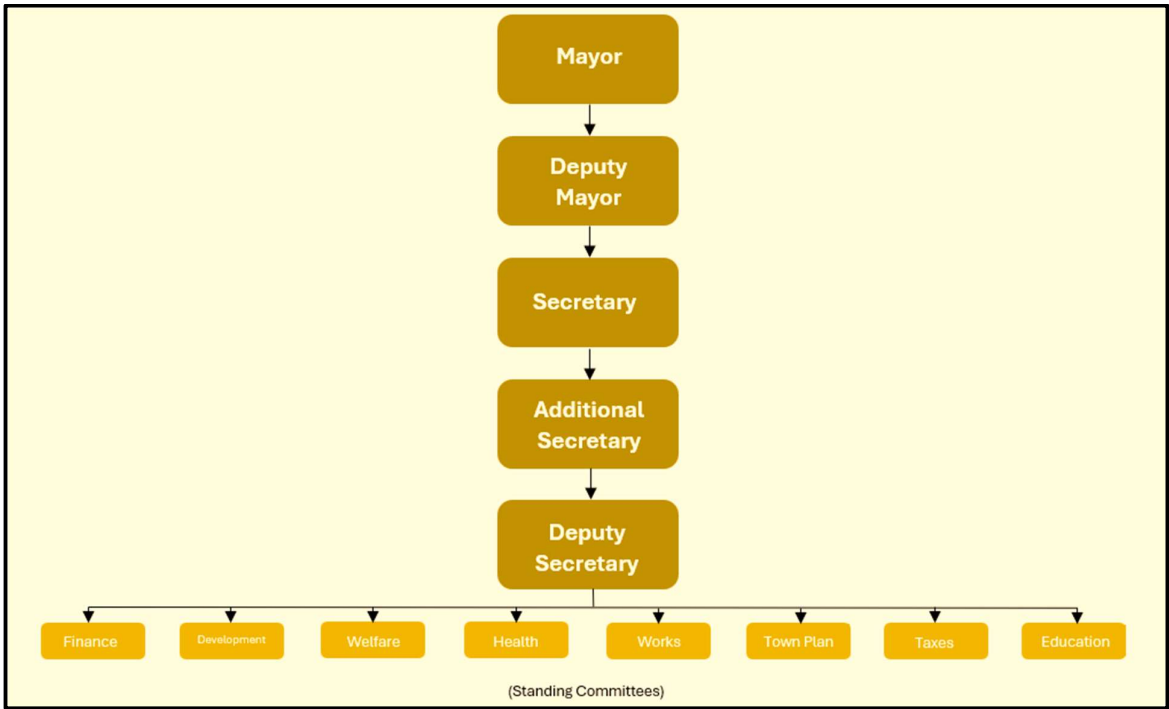 Mayor
Deputy
Mayor
Secretary
Additional
Secretary
Deputy
Secretary
Finance
Development
Welfare
Health
Works
Town Plan
Taxes
Education
(Standing Committees)